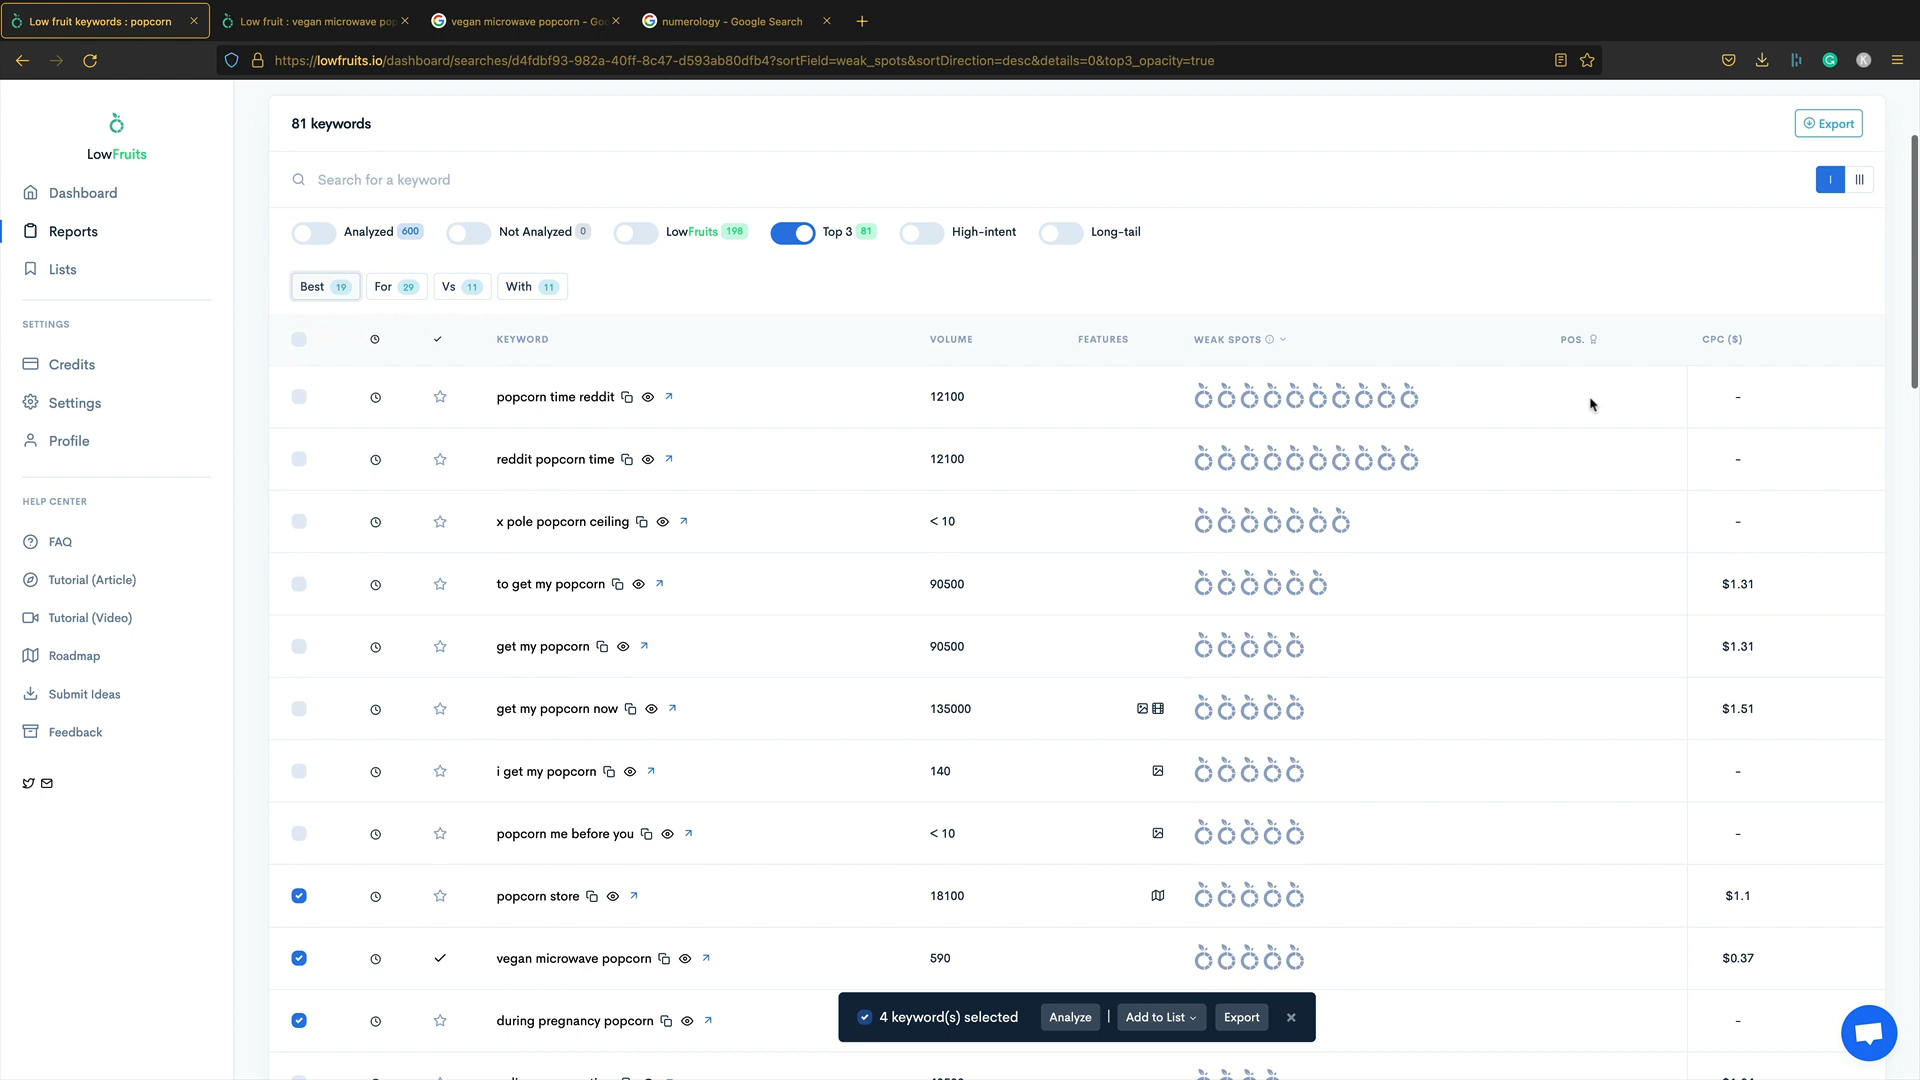 Low fruit keywords : popcorn
Low fruit : vegan microwave pop
vegan microwave popcorn - Go
numerology - Google Search
https://lowfruits.io/dashboard/searches/d4fdbf93-982a-40ff-8c47-d593ab80dfb4?sortField=weak_spots&sortDirection=desc&details=0&top3_opacity=true
K
LowFruits
Dashboard
Reports
Lists
SETTINGS
Credits
Settings
Profile
HELP CENTER
FAQ
Tutorial (Article)
Tutorial (Video)
Roadmap
Submit Ideas
Feedback
81 keywords
Export
Search for a keyword
Analyzed 600 Not Analyzed 0 LowFruits 198 Top 3 81 High-intent Long-tail
Best 19 For 29 Vs 11 With 11
KEYWORD VOLUME FEATURES WEAK SPOTS POS. CPC ($)
popcorn time reddit 12100 -
reddit popcorn time 12100 -
x pole popcorn ceiling < 10 -
to get my popcorn 90500 $1.31
get my popcorn 90500 $1.31
get my popcorn now 135000 $1.51
i get my popcorn 140 -
popcorn me before you < 10 -
popcorn store 18100 $1.1
vegan microwave popcorn 590 $0.37
during pregnancy popcorn -
4 keyword(s) selected Analyze | Add to List Export